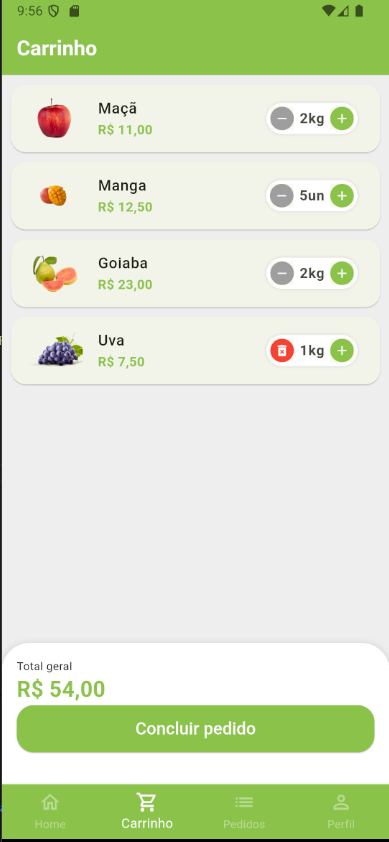 9:56
Carrinho
Maçã
R$ 11,00
2kg
Manga
R$ 12,50
5un
Goiaba
R$ 23,00
2kg
Uva
R$ 7,50
1kg
Total geral
R$ 54,00
Concluir pedido
Home
Carrinho
Pedidos
Perfil